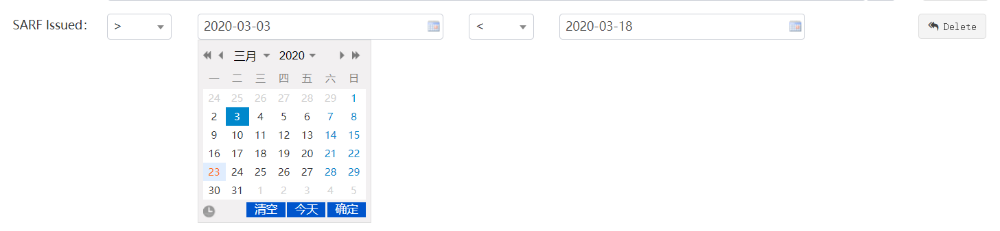 SARF Issued： > 2020-03-03 < 2020-03-18 Delete
三月 2020
一 二 三 四 五 六 日
24 25 26 27 28 29 1
2 3 4 5 6 7 8
9 10 11 12 13 14 15
16 17 18 19 20 21 22
23 24 25 26 27 28 29
30 31 1 2 3 4 5
清空 今天 确定